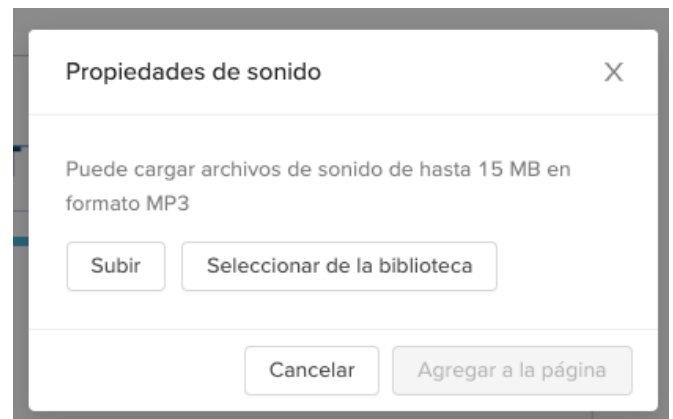 Propiedades de sonido X
Puede cargar archivos de sonido de hasta 15 MB en
formato MP3
Subir Seleccionar de la biblioteca
Cancelar Agregar a la página